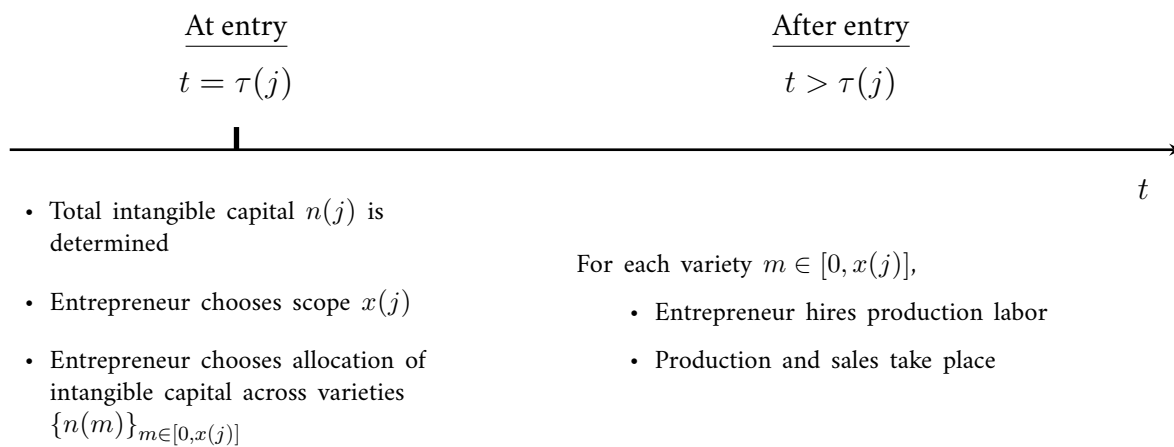 At entry
t = τ(j)
After entry
t > τ(j)
t
• Total intangible capital n(j) is
determined
• Entrepreneur chooses scope x(j)
• Entrepreneur chooses allocation of
intangible capital across varieties
{n(m)}_{m∈[0,x(j)]}
For each variety m ∈ [0, x(j)],
• Entrepreneur hires production labor
• Production and sales take place